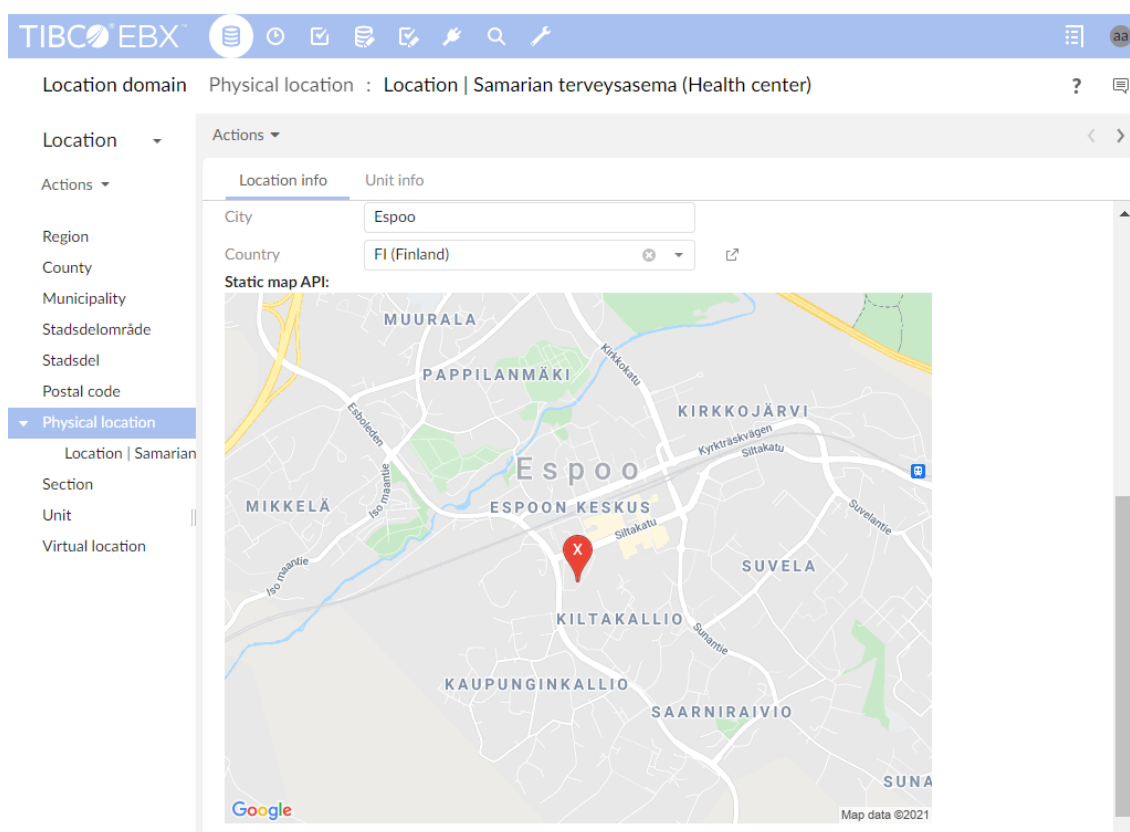 TIBCO® EBX™
aa
Location domain Physical location : Location | Samarian terveysasema (Health center) ?
Location
Actions
Region
County
Municipality
Stadsdelområde
Stadsdel
Postal code
Physical location
Location | Samarian
Section
Unit
Virtual location
Actions
Location info Unit info
City Espoo
Country FI (Finland)
Static map API:
MUURALA
Kirkkokatu
PAPPILANMÄKI
Esboleden
KIRKKOJÄRVI
Kyrkträskvägen
Siltakatu
Espoo
Iso maantie
MIKKELÄ
ESPOON KESKUS
Siltakatu
Suvelantie
X
Iso maantie
SUVELA
KILTAKALLIO
Sunantie
KAUPUNGINKALLIO
SAARNIRAIVIO
SUNA
Google
Map data ©2021